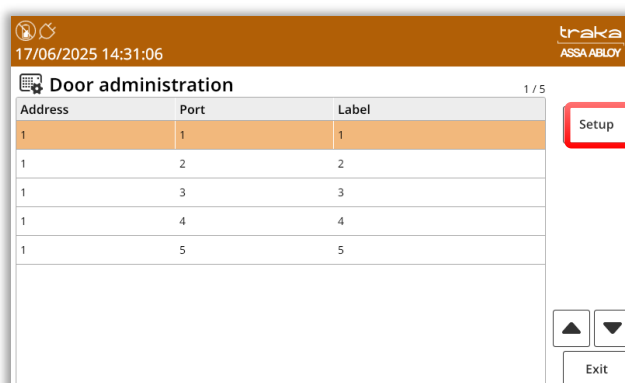 17/06/2025 14:31:06
traka
ASSA ABLOY
Door administration
1 / 5
Address Port Label
1 1 1
1 2 2
1 3 3
1 4 4
1 5 5
Setup
Exit